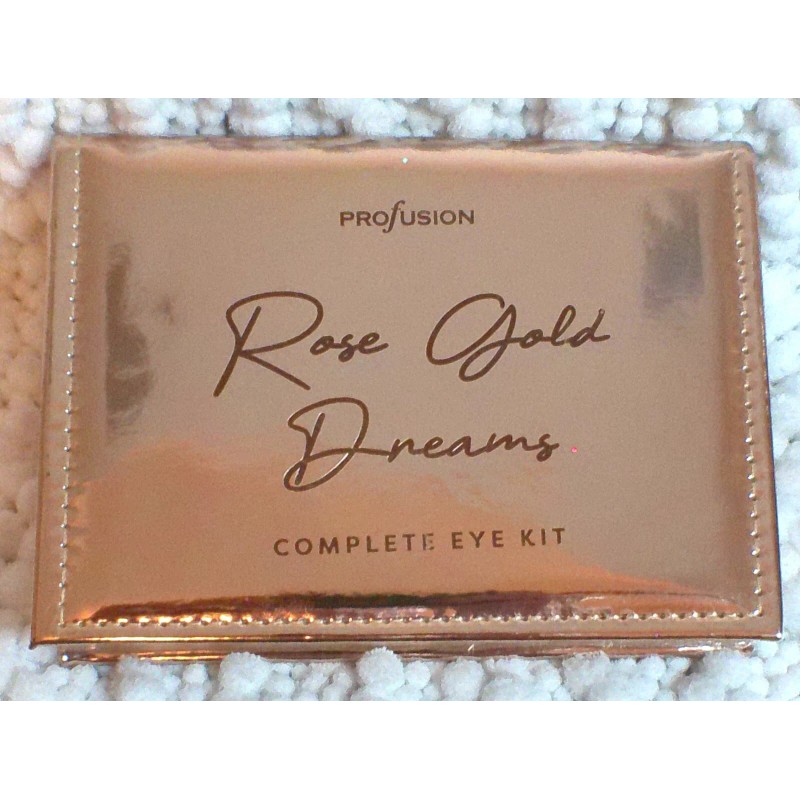 PROfUSION
Rose Gold
Dreams
COMPLETE EYE KIT